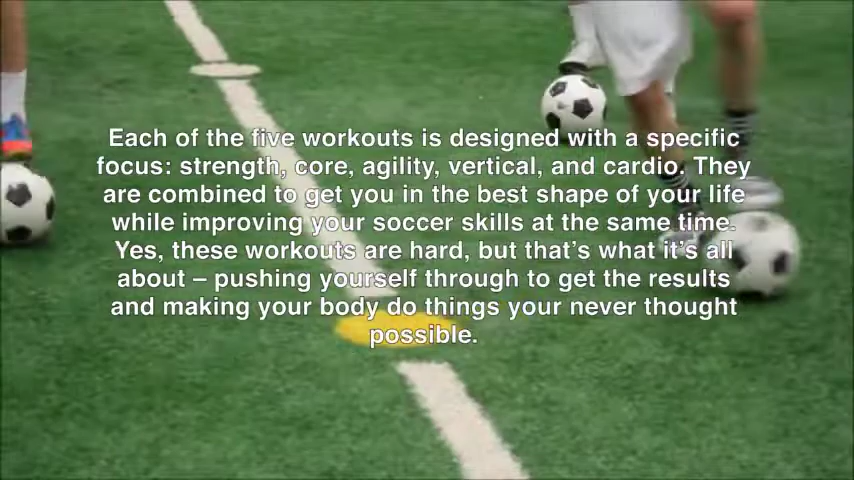 Each of the five workouts is designed with a specific
focus: strength, core, agility, vertical, and cardio. They
are combined to get you in the best shape of your life
while improving your soccer skills at the same time.
Yes, these workouts are hard, but that’s what it’s all
about – pushing yourself through to get the results
and making your body do things your never thought
possible.